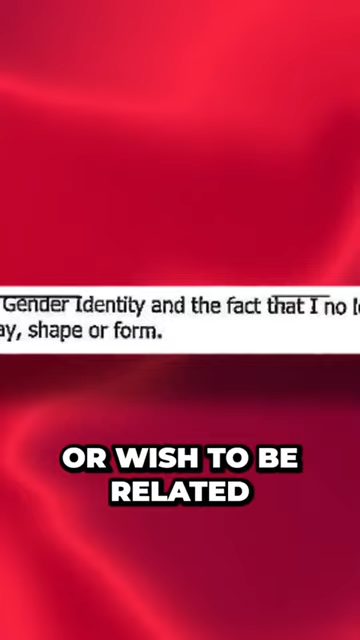 Gender Identity and the fact that I no
ay, shape or form.
OR WISH TO BE
RELATED